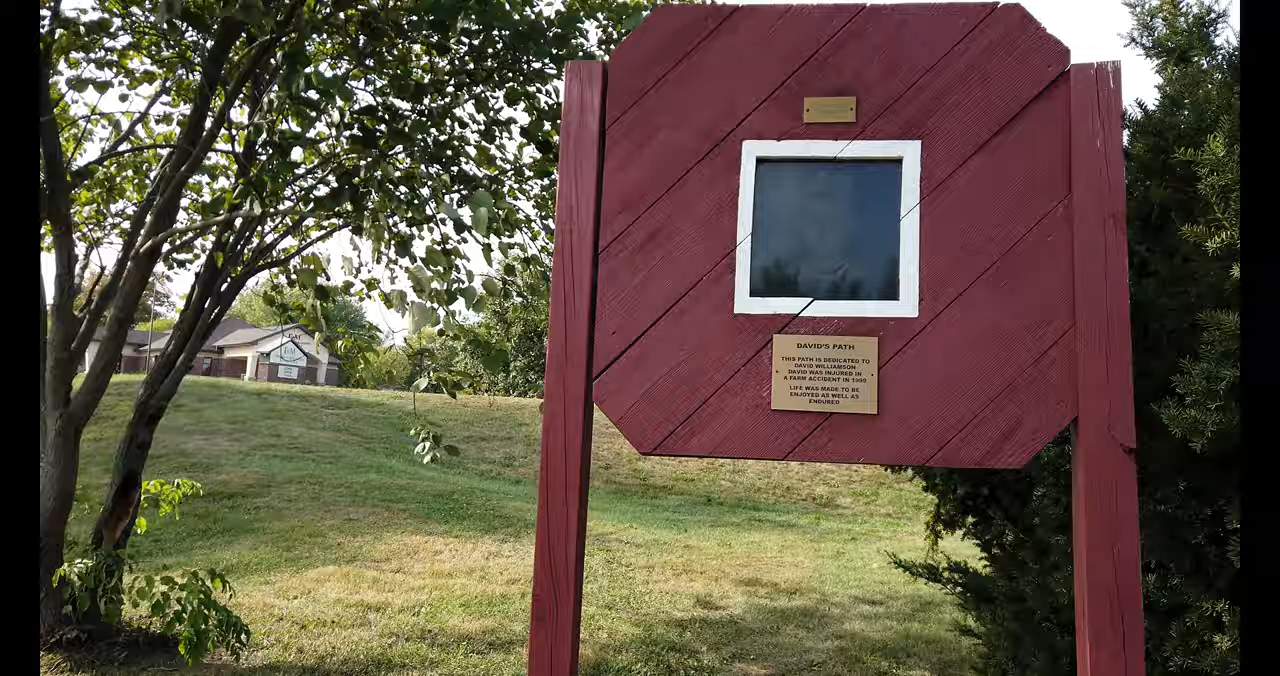 DAVID'S PATH
THIS PATH IS DEDICATED TO
DAVID WILLIAMSON
DAVID WAS INJURED IN
A FARM ACCIDENT IN 1990
LIFE WAS MADE TO BE
ENJOYED AS WELL AS
ENDURED